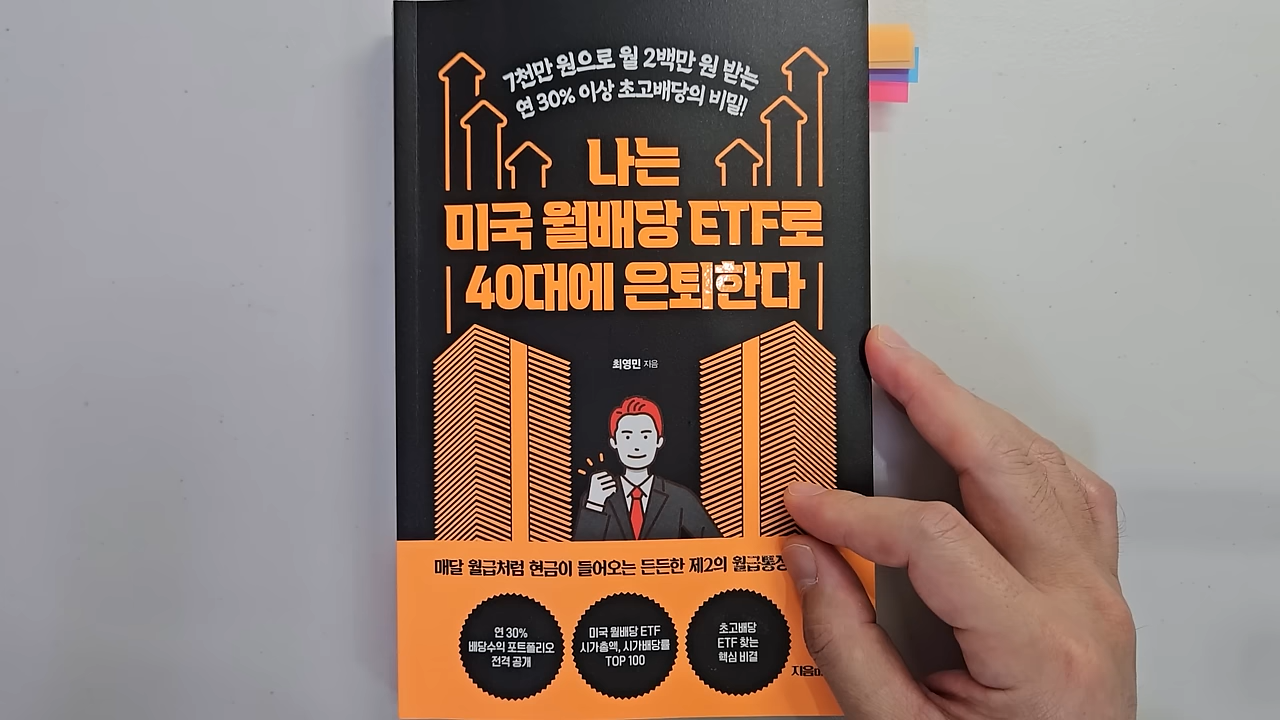 7천만 원으로 월 2백만 원 받는
연 30% 이상 초고배당의 비밀!
나는
미국 월배당 ETF로
40대에 은퇴한다
최영민 지음
매달 월급처럼 현금이 들어오는 든든한 제2의 월급통장
연 30%
배당수익 포트폴리오
전격 공개
미국 월배당 ETF
시가총액, 시가배당률
TOP 100
초고배당
ETF 찾는
핵심 비결